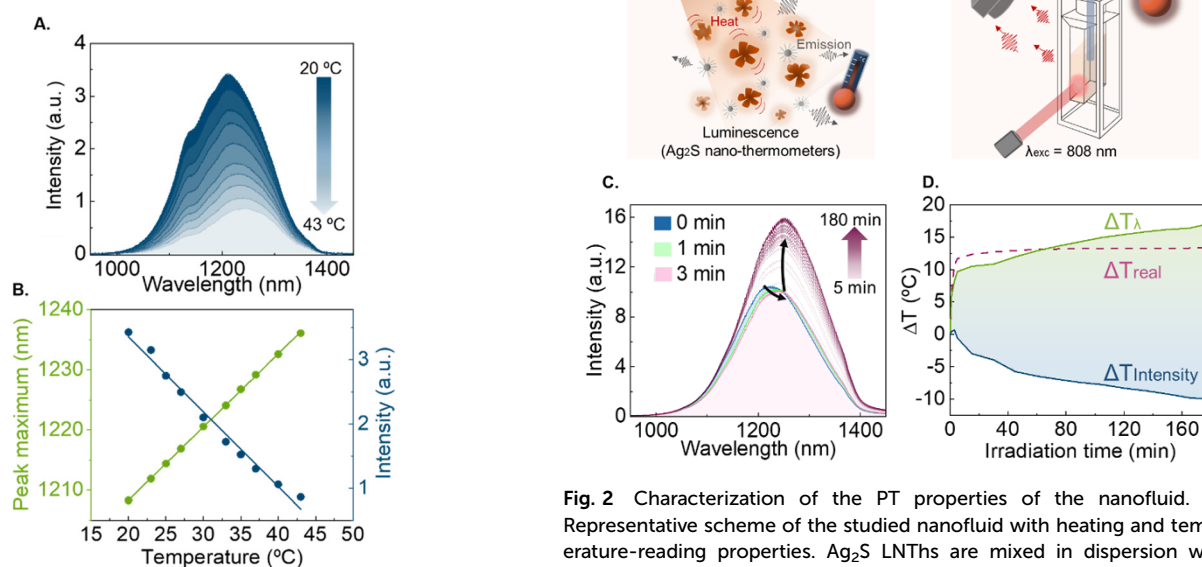 A.
Intensity (a.u.)
4
3
2
1
0
20 ºC
43 ºC
1000 1200 1400
Wavelength (nm)
B.
Peak maximum (nm)
1240
1230
1220
1210
3
2
1
Intensity (a.u.)
15 20 25 30 35 40 45 50
Temperature (ºC)
Heat
Emission
Luminescence
(Ag2S nano-thermometers)
λexc = 808 nm
C.
Intensity (a.u.)
16
12
8
4
0
0 min
1 min
3 min
180 min
5 min
1000 1200 1400
Wavelength (nm)
D.
ΔT (ºC)
20
15
10
5
0
-5
-10
ΔTλ
ΔTreal
ΔTIntensity
0 40 80 120 160
Irradiation time (min)
Fig. 2 Characterization of the PT properties of the nanofluid.
Representative scheme of the studied nanofluid with heating and tem-
erature-reading properties. Ag2S LNThs are mixed in dispersion w